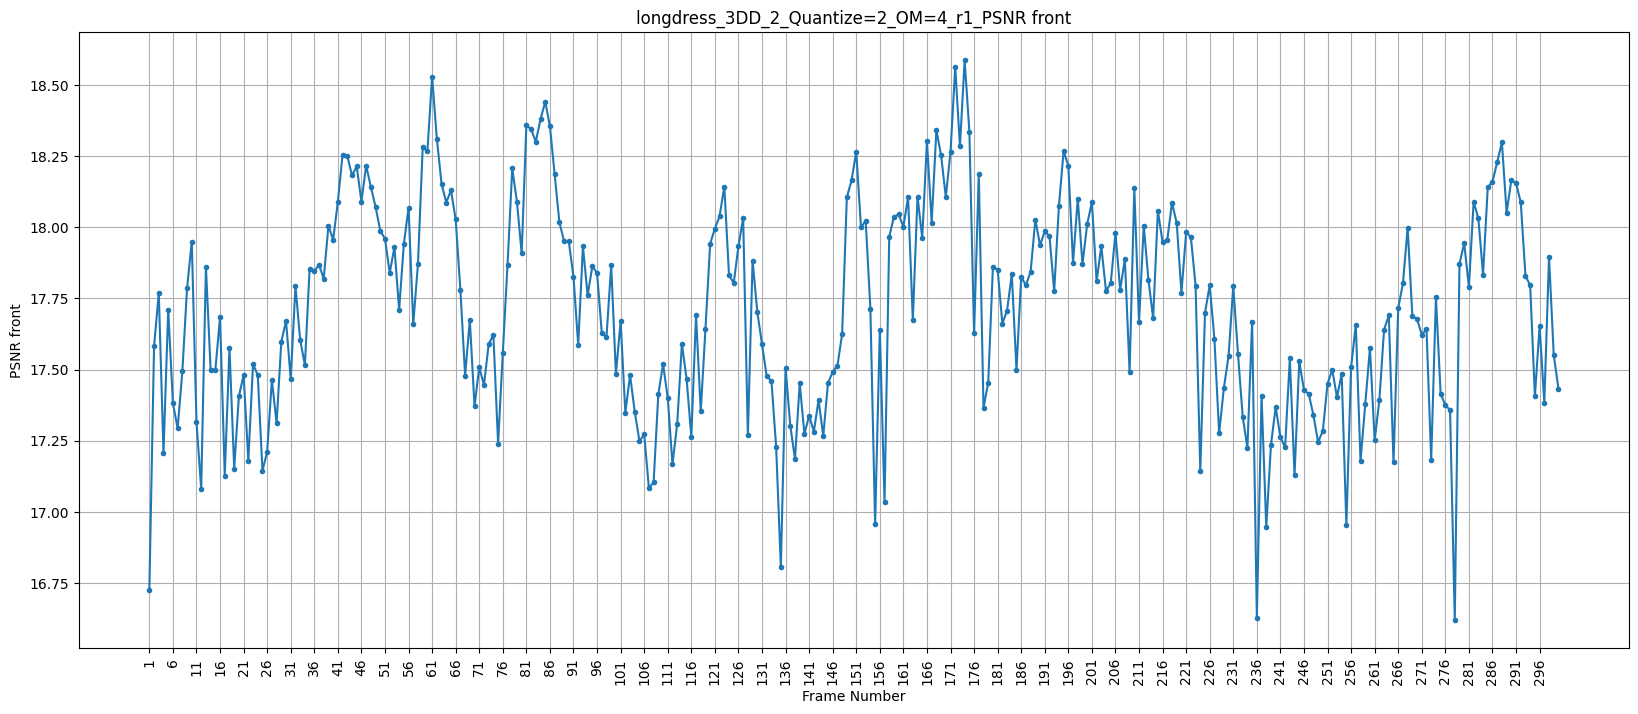 longdress_3DD_2_Quantize=2_OM=4_r1_PSNR front
PSNR front
18.50
18.25
18.00
17.75
17.50
17.25
17.00
16.75
1 6 11 16 21 26 31 36 41 46 51 56 61 66 71 76 81 86 91 96 101 106 111 116 121 126 131 136 141 146 151 156 161 166 171 176 181 186 191 196 201 206 211 216 221 226 231 236 241 246 251 256 261 266 271 276 281 286 291 296
Frame Number